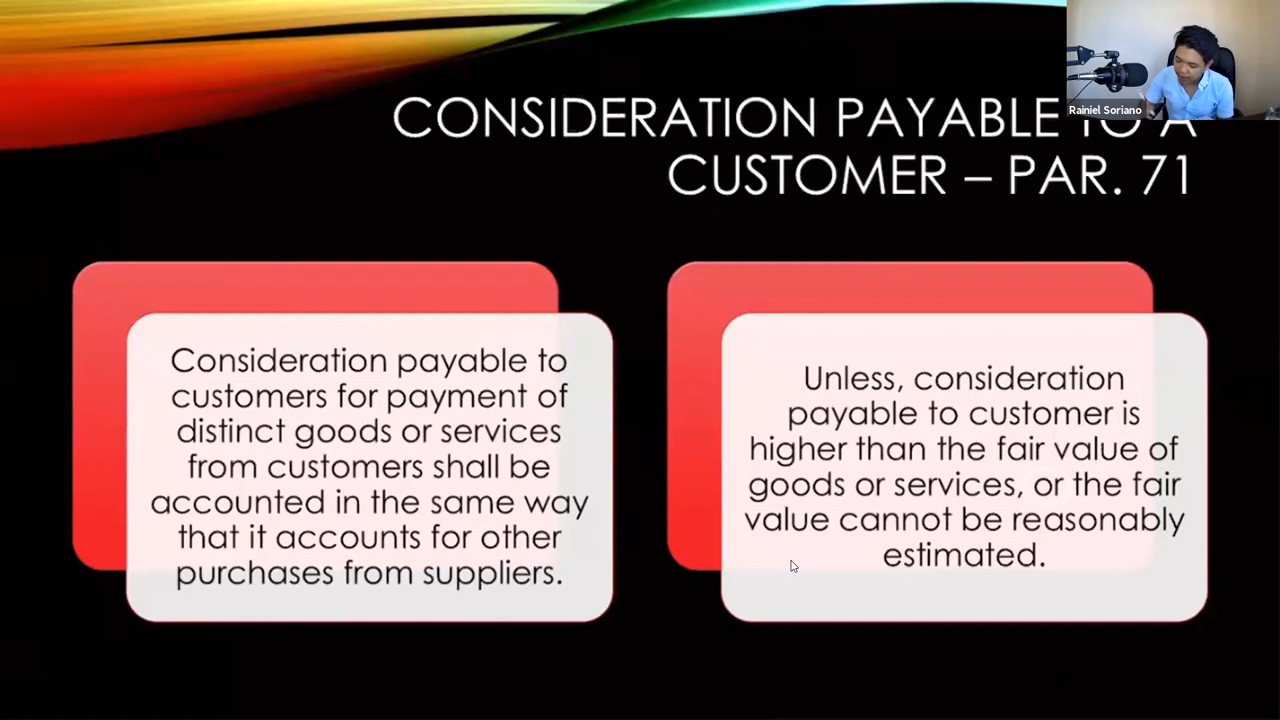 CONSIDERATION PAYABLE TO A
CUSTOMER – PAR. 71
Rainiel Soriano
Consideration payable to
customers for payment of
distinct goods or services
from customers shall be
accounted in the same way
that it accounts for other
purchases from suppliers.
Unless, consideration
payable to customer is
higher than the fair value of
goods or services, or the fair
value cannot be reasonably
estimated.